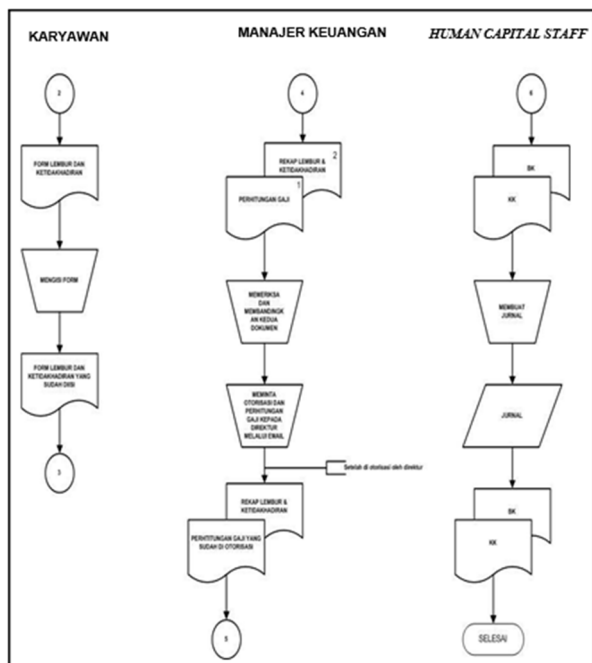 KARYAWAN
2
FORM LEMBUR DAN
KETIDAKHADIRAN
MENGISI FORM
FORM LEMBUR DAN
KETIDAKHADIRAN YANG
SUDAH DIISI
3
MANAJER KEUANGAN
4
2
REKAP LEMBUR &
KETIDAKHADIRAN
1
PERHITUNGAN GAJI
MEMERIKSA
DAN
MEMBANDINGK
AN KEDUA
DOKUMEN
MEMINTA
OTORISASI DAN
PERHITUNGAN
GAJI KEPADA
DIREKTUR
MELALUI EMAIL
Setelah di otorisasi oleh direktur
REKAP LEMBUR &
KETIDAKHADIRAN
PERHTITUNGAN GAJI YANG
SUDAH DI OTORISASI
5
HUMAN CAPITAL STAFF
6
BK
KK
MEMBUAT
JURNAL
JURNAL
BK
KK
SELESAI